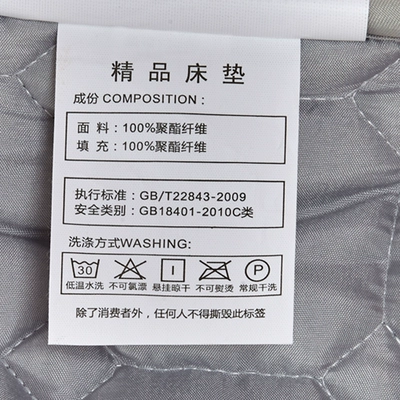 精品床垫
成份 COMPOSITION：
面 料：100%聚酯纤维
填 充：100%聚酯纤维
执行标准：GB/T22843-2009
安全类别：GB18401-2010C类
洗涤方式WASHING:
30 P
低温水洗 不可氯漂 悬挂晾干 不可熨烫 常规干洗
除了消费者外，任何人不得撕毁此标签